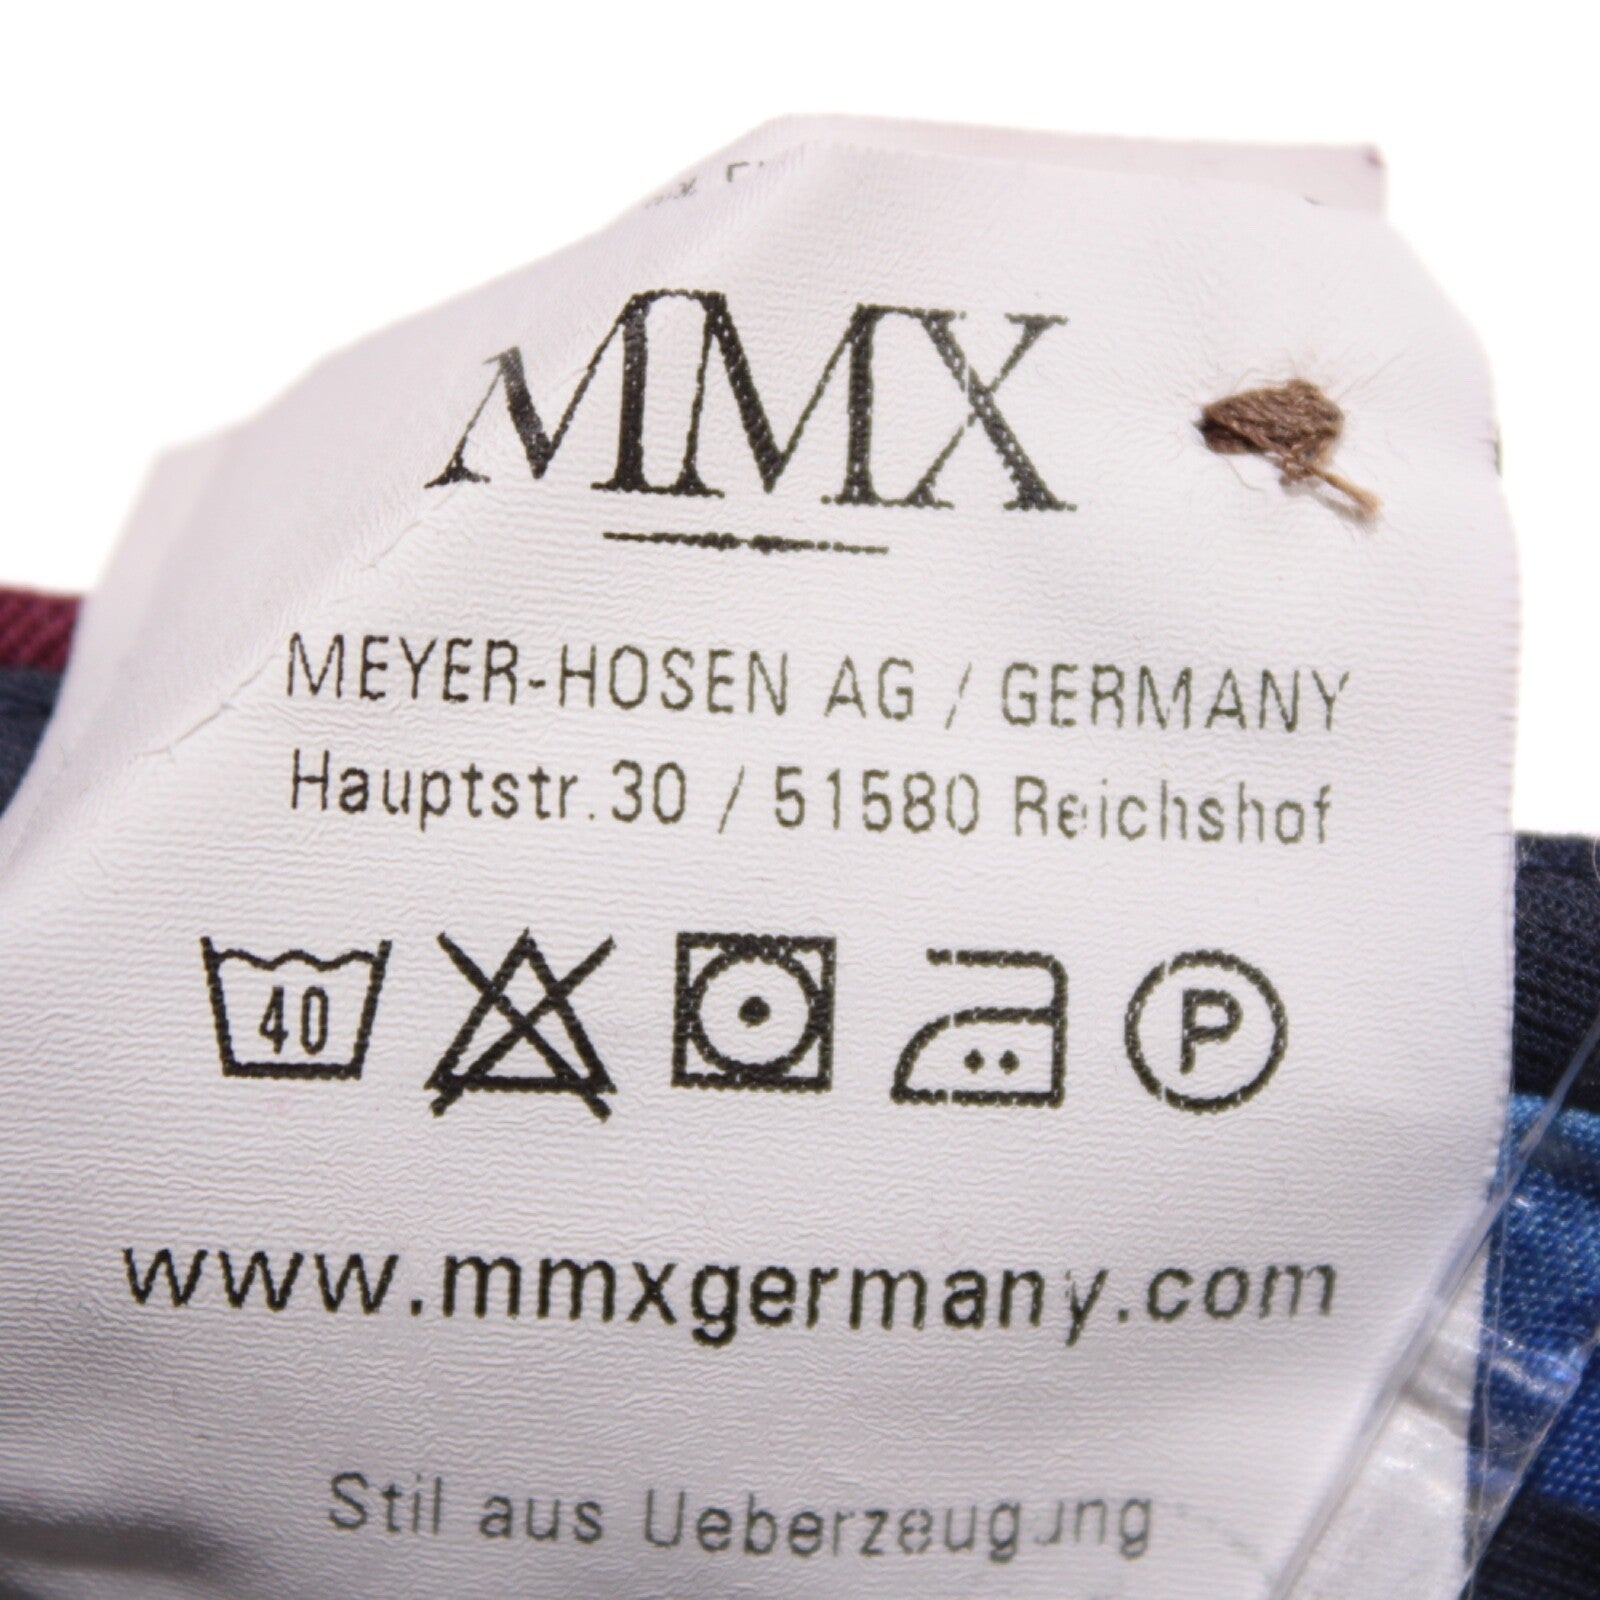 MMX
MEYER-HOSEN AG / GERMANY
Hauptstr.30 / 51580 Reichshof
40 P
www.mmxgermany.com
Stil aus Ueberzeugung